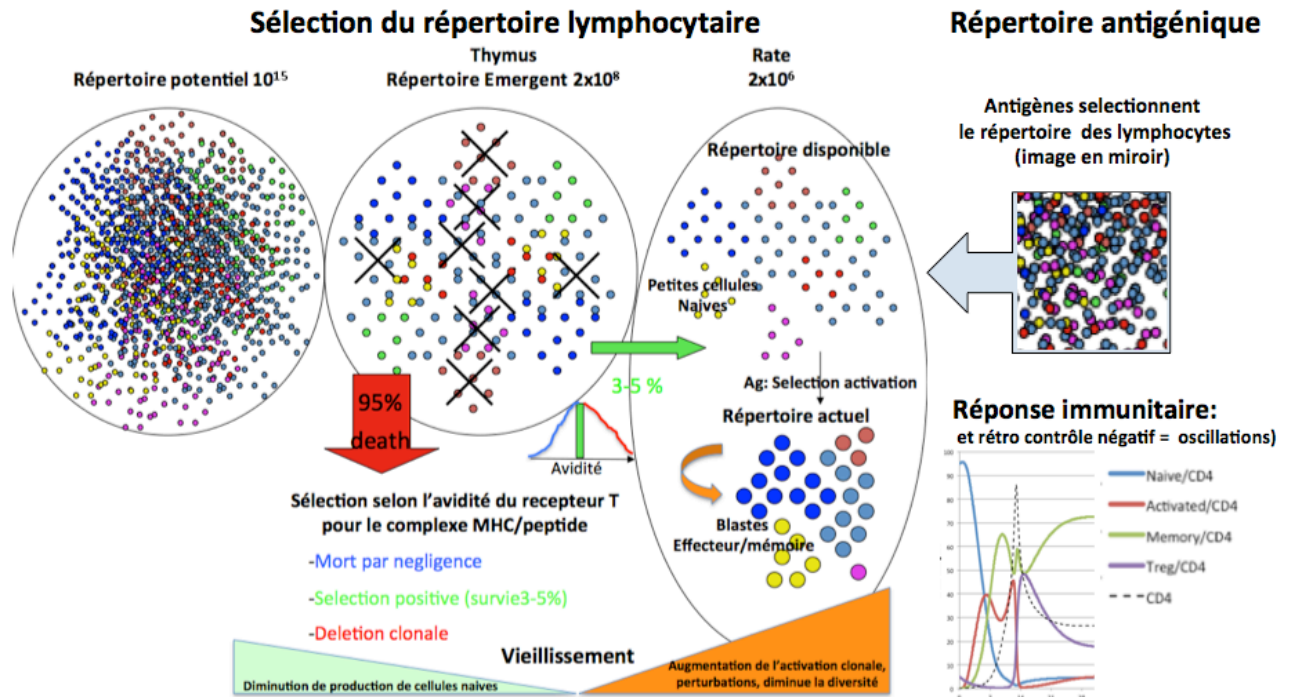 Sélection du répertoire lymphocytaire
Répertoire antigénique
Répertoire potentiel 10¹⁵
Thymus
Répertoire Emergent 2x10⁸
Rate
2x10⁶
Antigènes selectionnent
le répertoire des lymphocytes
(image en miroir)
Répertoire disponible
Petites cellules
Naives
3-5 %
95%
death
Avidité
Ag: Selection activation
Répertoire actuel
Blastes
Effecteur/mémoire
Sélection selon l'avidité du recepteur T
pour le complexe MHC/peptide
-Mort par negligence
-Selection positive (survie3-5%)
-Deletion clonale
Vieillissement
Diminution de production de cellules naives
Augmentation de l'activation clonale,
perturbations, diminue la diversité
Réponse immunitaire:
et rétro contrôle négatif = oscillations)
100
90
80
70
60
50
40
30
20
10
0
Naive/CD4
Activated/CD4
Memory/CD4
Treg/CD4
CD4